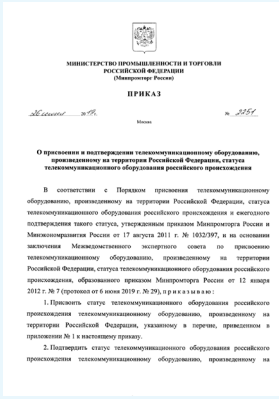 МИНИСТЕРСТВО ПРОМЫШЛЕННОСТИ И ТОРГОВЛИ
РОССИЙСКОЙ ФЕДЕРАЦИИ
(Минпромторг России)
ПРИКАЗ
№ 2251
Москва
О присвоении и подтверждении телекоммуникационному оборудованию,
произведенному на территории Российской Федерации, статуса
телекоммуникационного оборудования российского происхождения
В соответствии с Порядком присвоения телекоммуникационному
оборудованию, произведенному на территории Российской Федерации, статуса
телекоммуникационного оборудования российского происхождения и ежегодного
подтверждения такого статуса, утвержденным приказом Минпромторга России и
Минэкономразвития России от 17 августа 2011 г. № 1032/397, и на основании
заключения Межведомственного экспертного совета по присвоению
телекоммуникационному оборудованию, произведенному на территории
Российской Федерации, статуса телекоммуникационного оборудования российского
происхождения, образованного приказом Минпромторга России от 12 января
2012 г. № 7 (протокол от 6 июня 2019 г. № 29), п р и к а з ы в а ю :
1. Присвоить статус телекоммуникационного оборудования российского
происхождения телекоммуникационному оборудованию, произведенному на
территории Российской Федерации, указанному в перечне, приведенном в
приложении № 1 к настоящему приказу.
2. Подтвердить статус телекоммуникационного оборудования российского
происхождения телекоммуникационному оборудованию, произведенному на